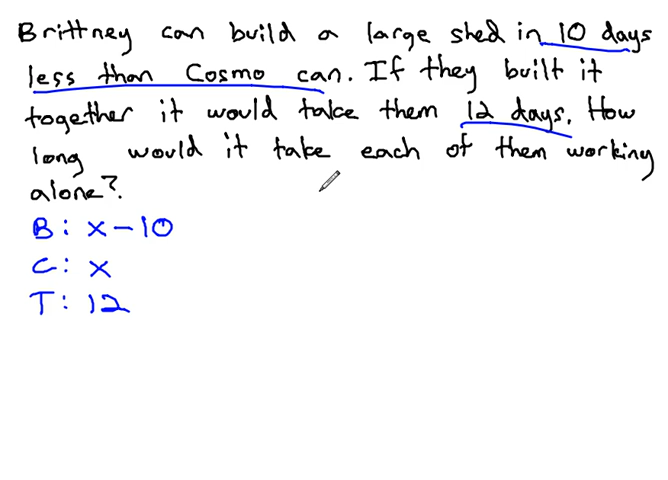 Brittney can build a large shed in 10 days
less than Cosmo can. If they built it
together it would take them 12 days. How
long would it take each of them working
alone?
B: x-10
C: x
T: 12